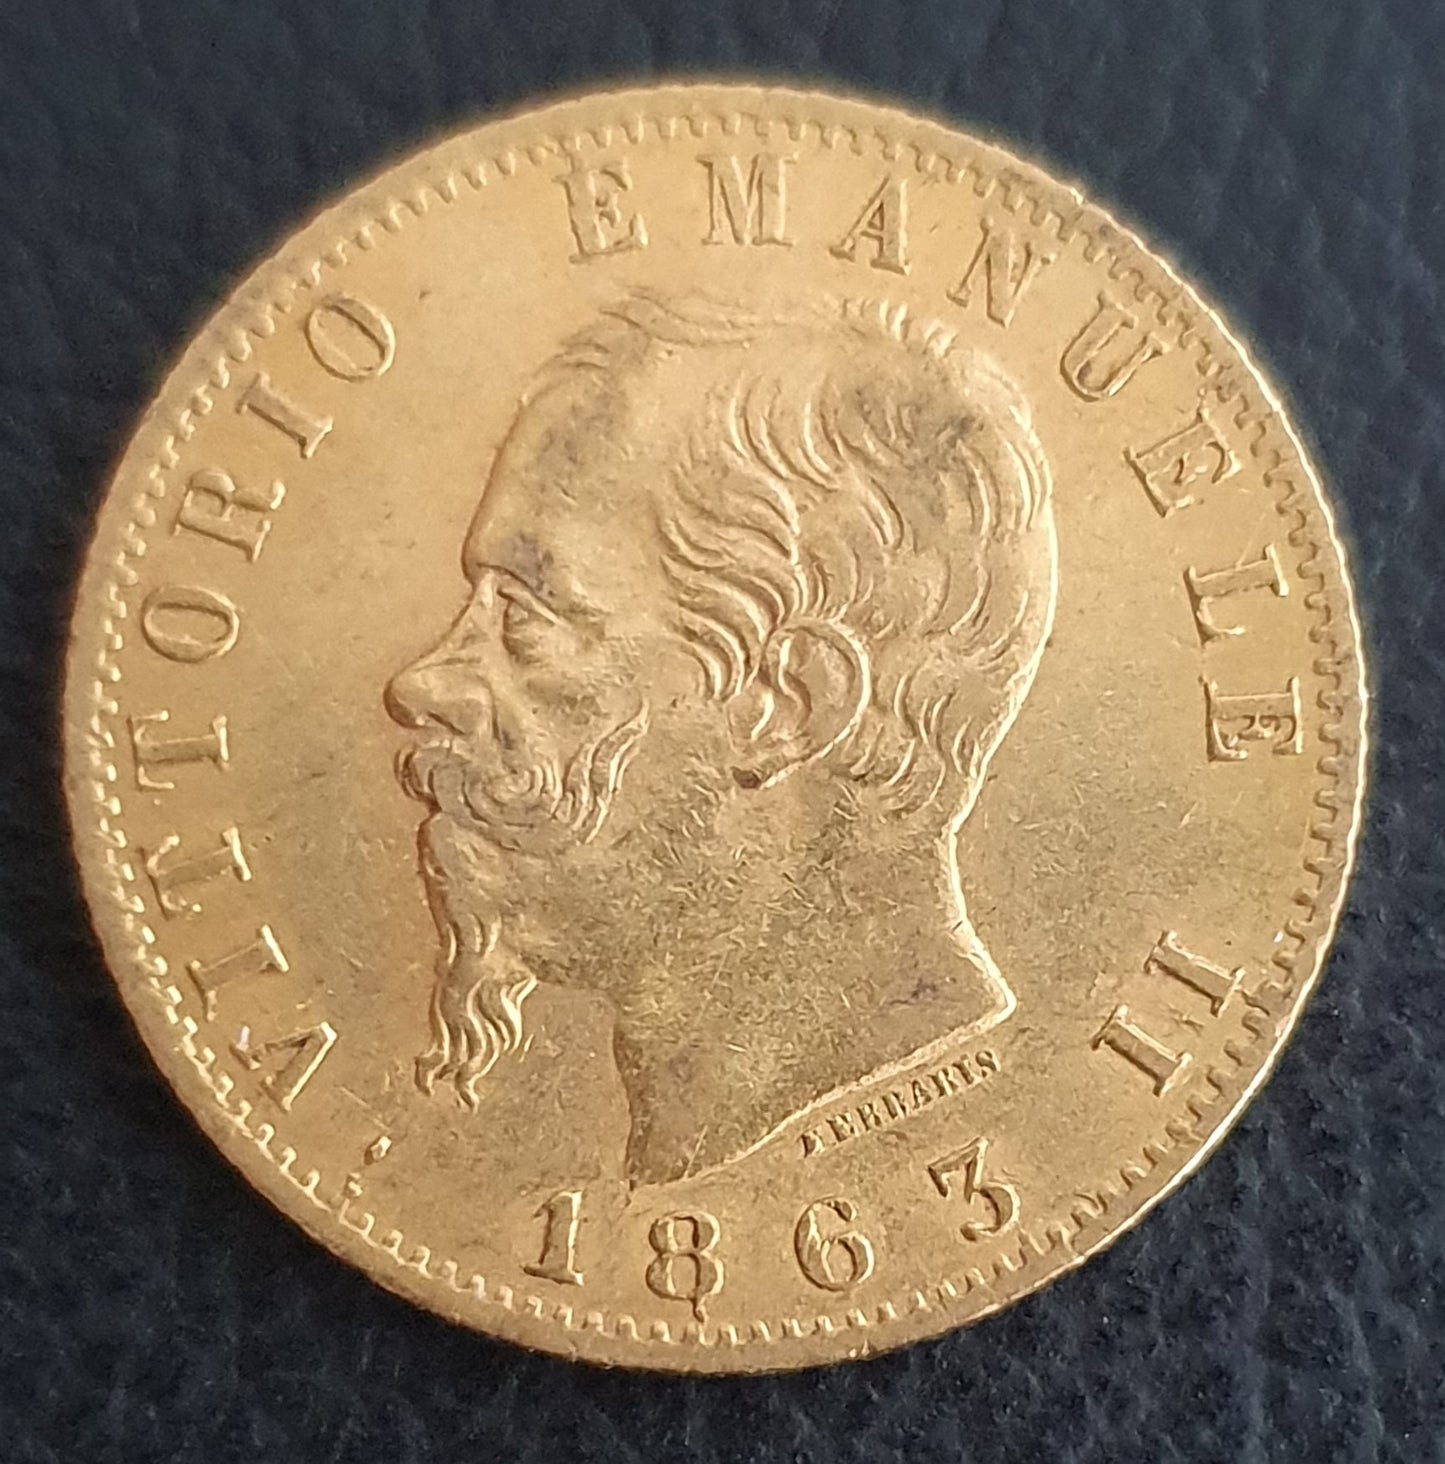 VITTORIO EMANUELE II
FERRARIS
1863